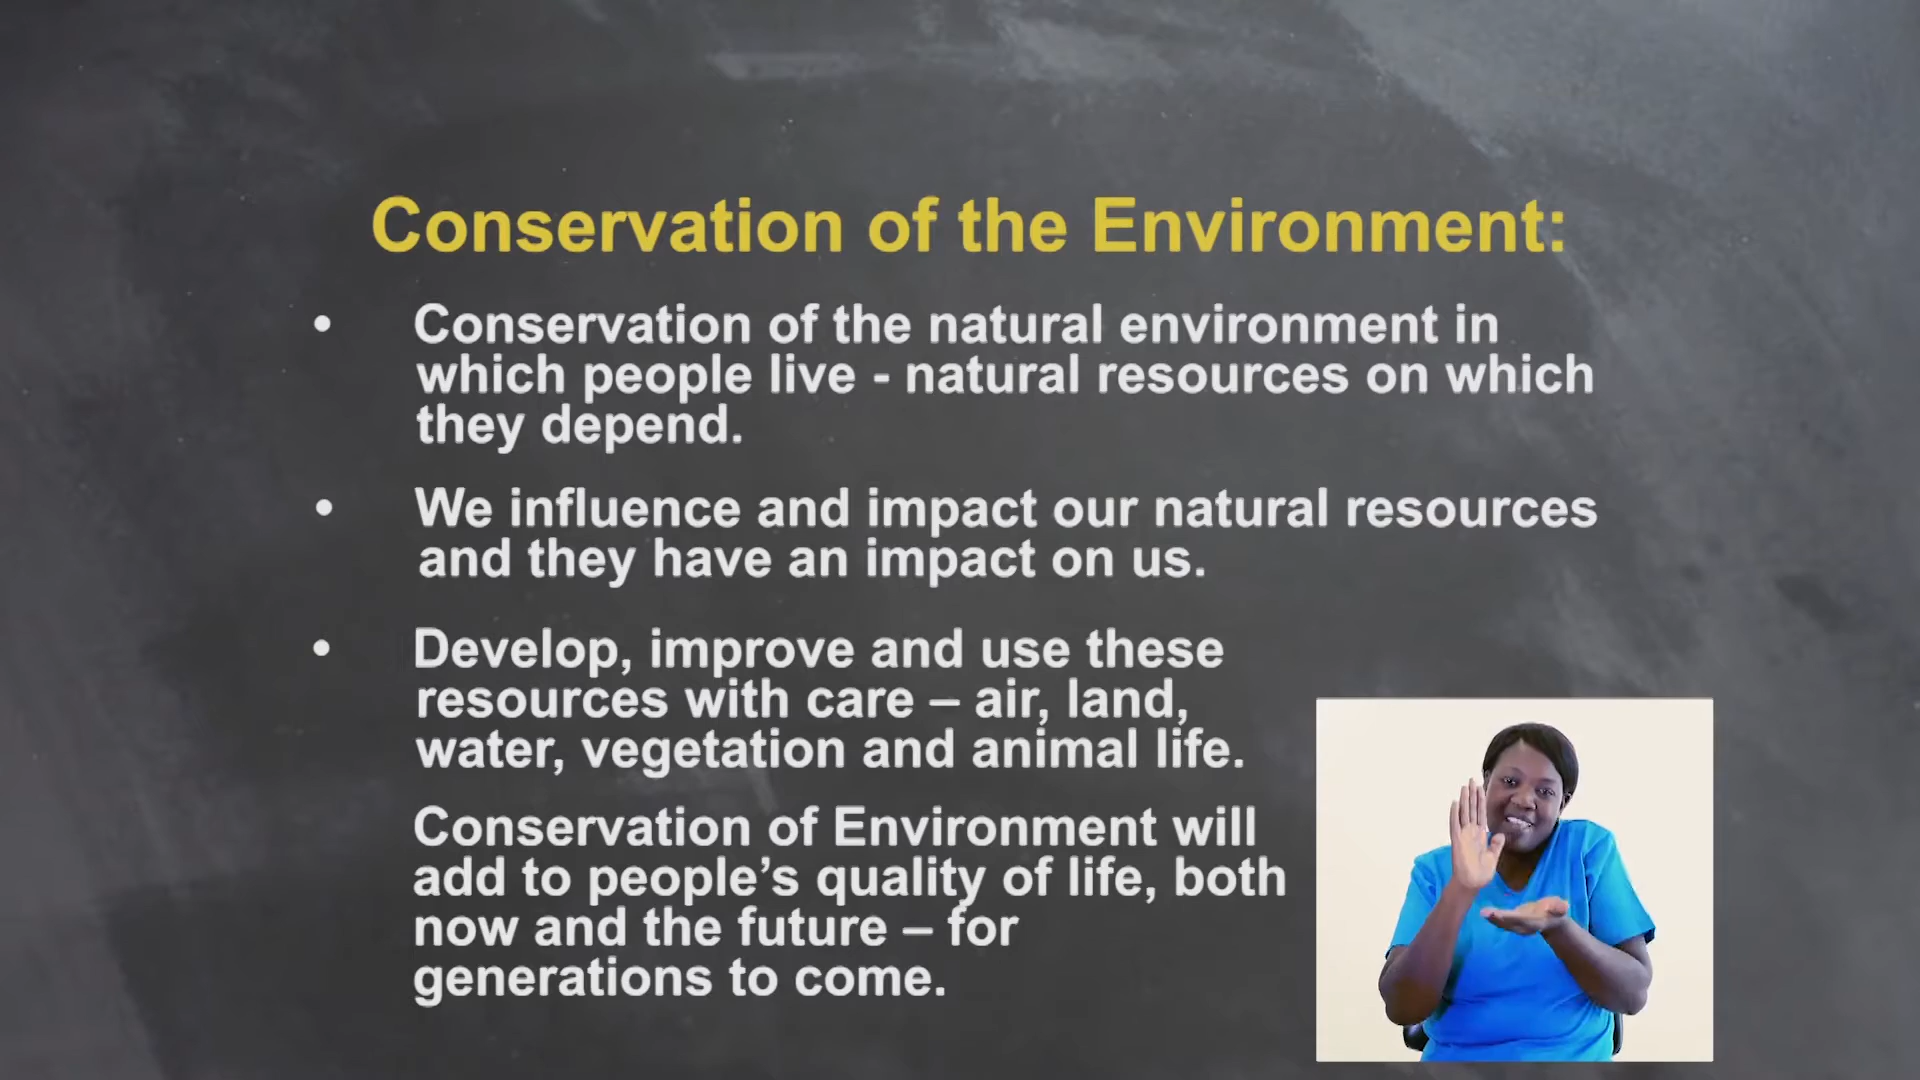 Conservation of the Environment:
• Conservation of the natural environment in
which people live - natural resources on which
they depend.
• We influence and impact our natural resources
and they have an impact on us.
• Develop, improve and use these
resources with care – air, land,
water, vegetation and animal life.
Conservation of Environment will
add to people’s quality of life, both
now and the future – for
generations to come.